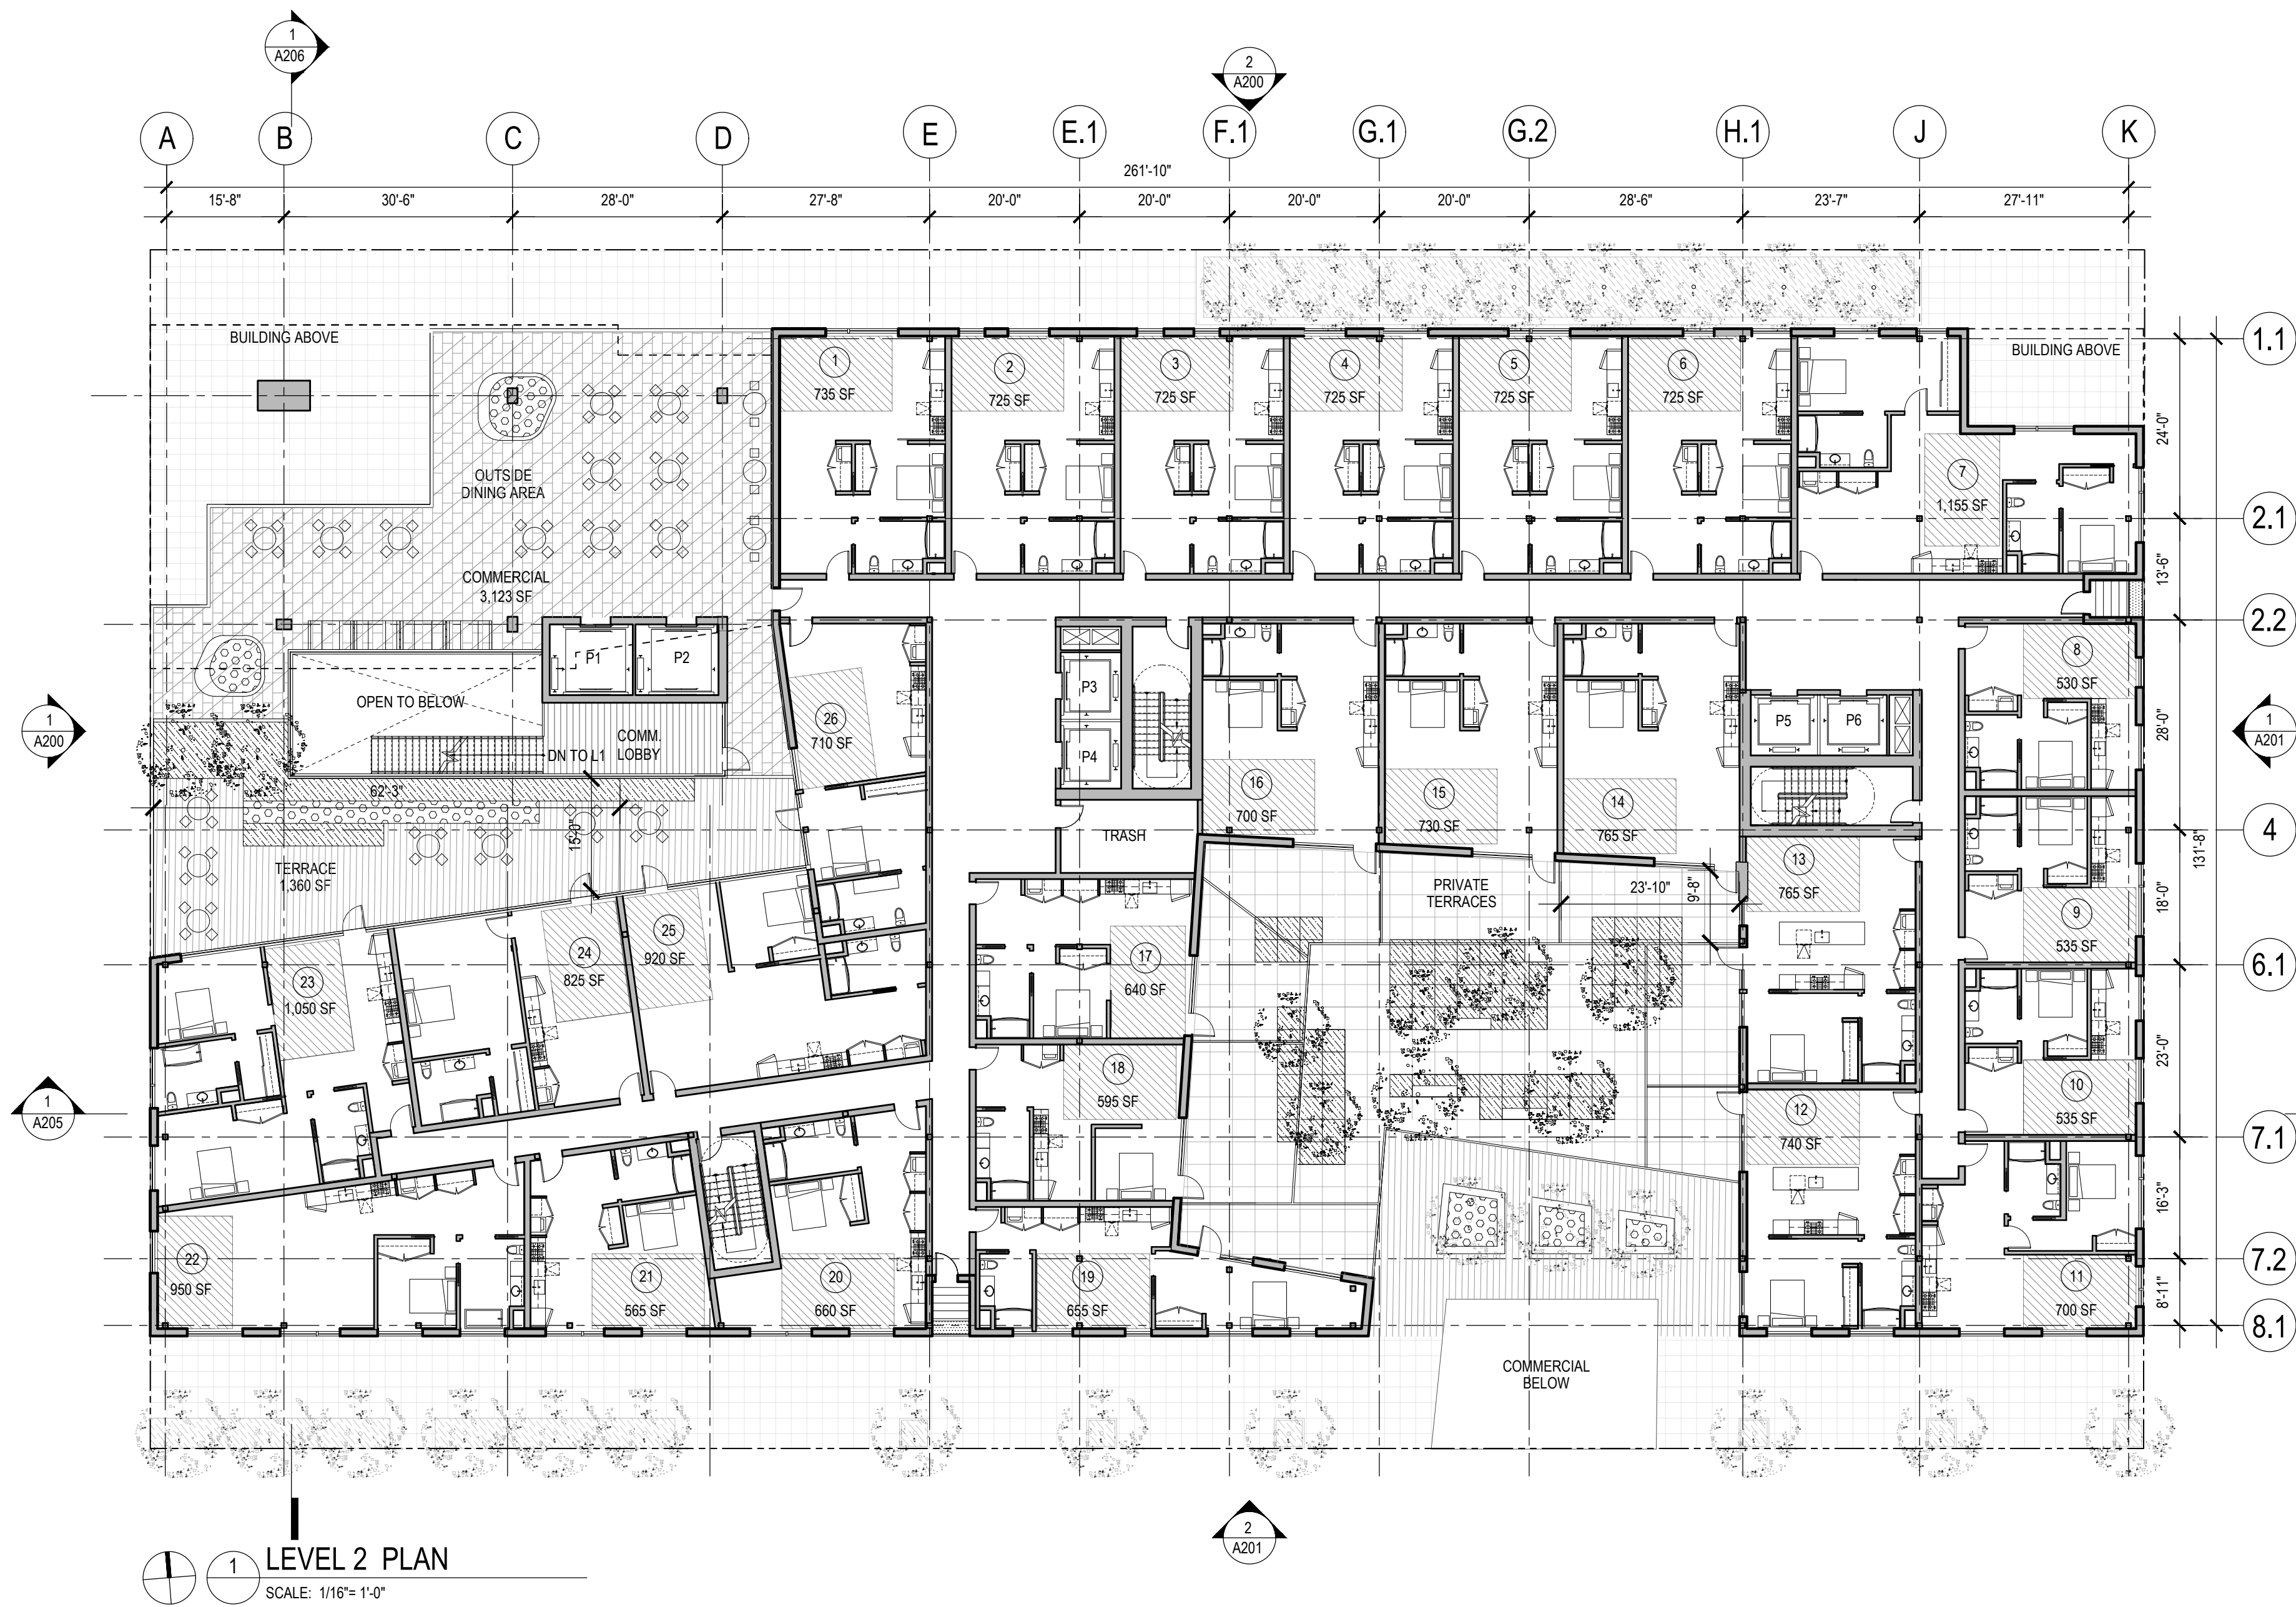 1
A206
2
A200
A
B
C
D
E
E.1
F.1
G.1
G.2
H.1
J
K
261'-10"
15'-8"
30'-6"
28'-0"
27'-8"
20'-0"
20'-0"
20'-0"
20'-0"
28'-6"
23'-7"
27'-11"
BUILDING ABOVE
BUILDING ABOVE
1.1
1
735 SF
2
725 SF
3
725 SF
4
725 SF
5
725 SF
6
725 SF
7
1,155 SF
24'-0"
OUTSIDE
DINING AREA
2.1
COMMERCIAL
3,123 SF
13'-6"
2.2
P1
P2
P3
P4
P5
P6
8
530 SF
OPEN TO BELOW
COMM.
LOBBY
DN TO L1
26
710 SF
1
A200
1
A201
28'-0"
16
700 SF
15
730 SF
14
765 SF
62'-3"
15'-0"
TRASH
4
131'-8"
TERRACE
1,360 SF
PRIVATE
TERRACES
23'-10"
9'-8"
13
765 SF
9
535 SF
18'-0"
23
1,050 SF
24
825 SF
25
920 SF
17
640 SF
6.1
18
595 SF
23'-0"
10
535 SF
12
740 SF
1
A205
7.1
16'-3"
22
950 SF
21
565 SF
20
660 SF
19
655 SF
11
700 SF
7.2
8'-11"
8.1
COMMERCIAL
BELOW
2
A201
1
LEVEL 2 PLAN
SCALE: 1/16"= 1'-0"